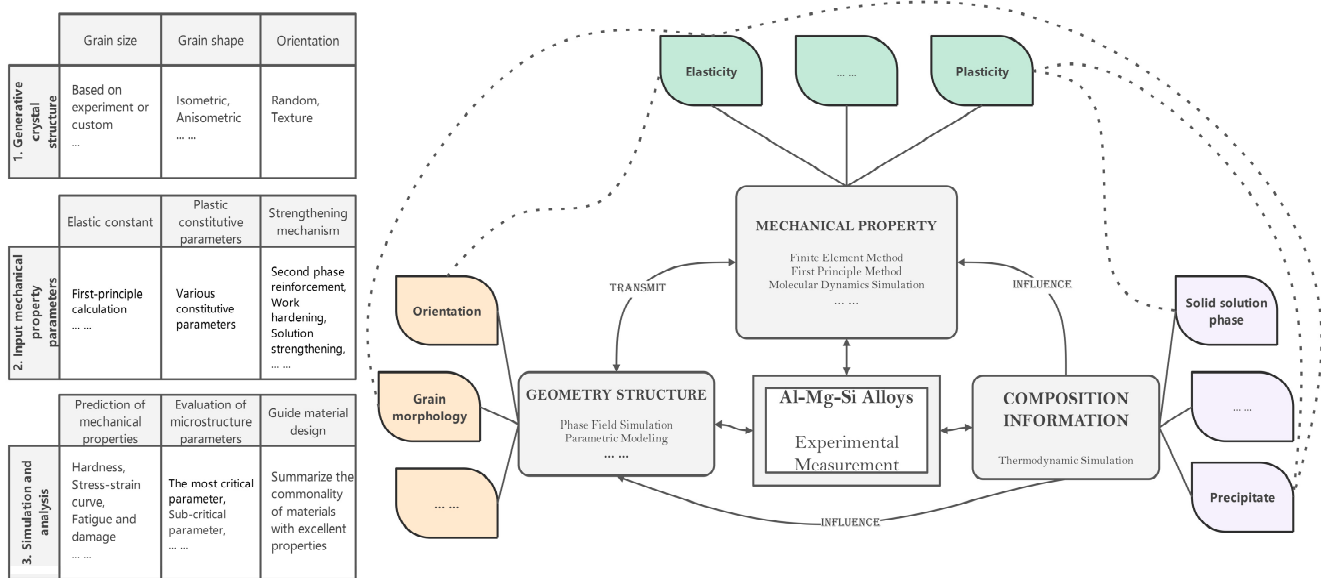 Grain size
Grain shape
Orientation
1. Generative
crystal
structure
Based on
experiment or
custom
...
Isometric,
Anisometric
... ...
Random,
Texture
Elastic constant
Plastic
constitutive
parameters
Strengthening
mechanism
2. Input mechanical
property
parameters
First-principle
calculation
... ...
Various
constitutive
parameters
Second phase
reinforcement,
Work
hardening,
Solution
strengthening,
... ...
Prediction of
mechanical
properties
Evaluation of
microstructure
parameters
Guide material
design
3. Simulation and
analysis
Hardness,
Stress-strain
curve,
Fatigue and
damage
... ...
The most critical
parameter,
Sub-critical
parameter,
... ...
Summarize the
commonality
of materials
with excellent
properties
Elasticity
... ...
Plasticity
MECHANICAL PROPERTY
Finite Element Method
First Principle Method
Molecular Dynamics Simulation
... ...
TRANSMIT
INFLUENCE
Orientation
Grain
morphology
... ...
GEOMETRY STRUCTURE
Phase Field Simulation
Parametric Modeling
... ...
Al-Mg-Si Alloys
Experimental
Measurement
COMPOSITION
INFORMATION
Thermodynamic Simulation
Solid solution
phase
... ...
Precipitate
INFLUENCE